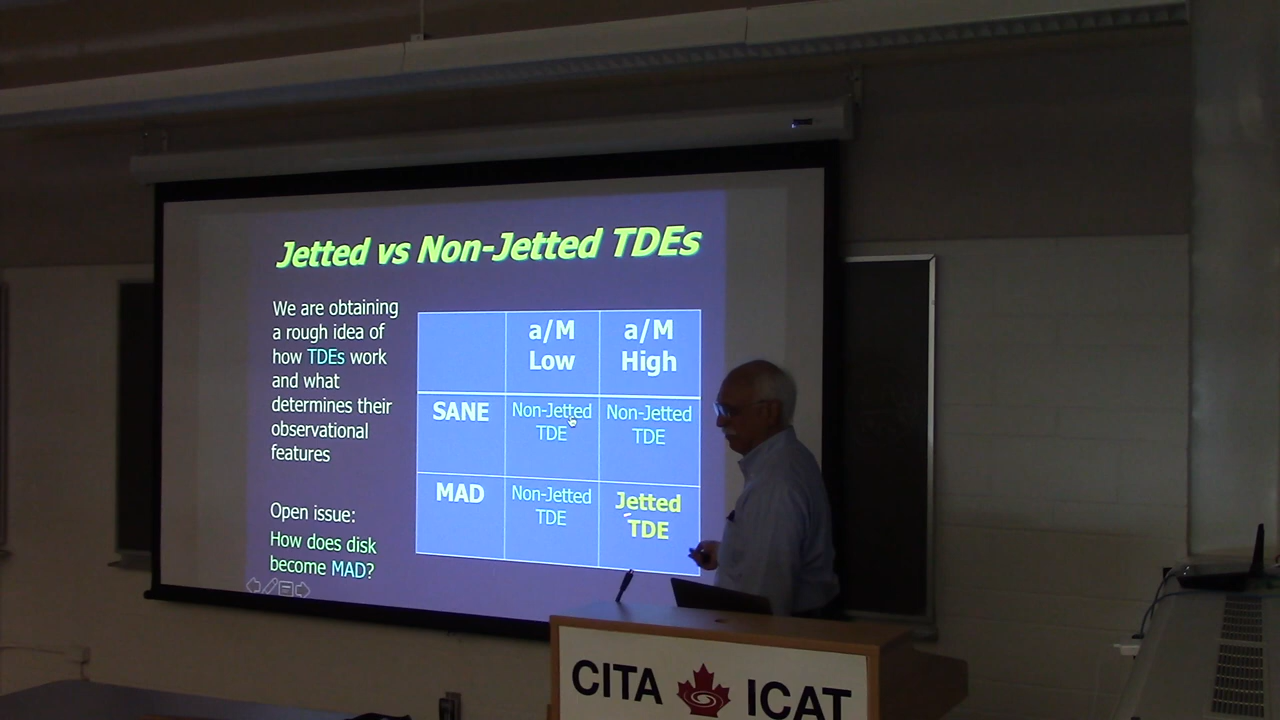 Jetted vs Non-Jetted TDEs
We are obtaining
a rough idea of
how TDEs work
and what
determines their
observational
features
Open issue:
How does disk
become MAD?
a/M
Low
a/M
High
SANE
Non-Jetted
TDE
Non-Jetted
TDE
MAD
Non-Jetted
TDE
Jetted
TDE
CITA ICAT